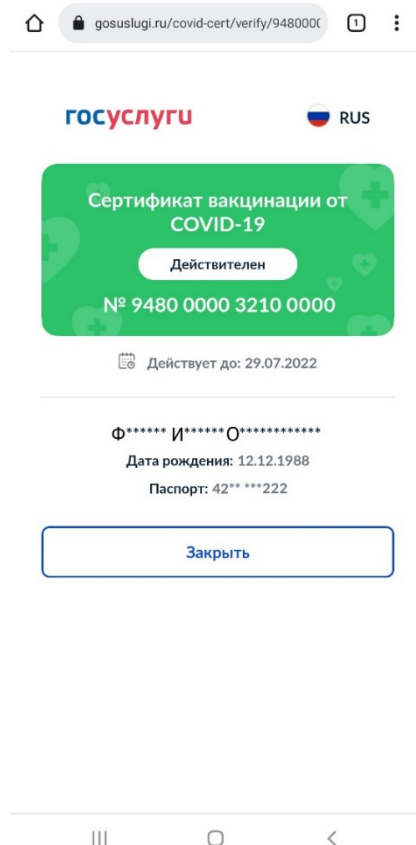 gosuslugi.ru/covid-cert/verify/9480000(
1
госуслуги
RUS
Сертификат вакцинации от
COVID-19
Действителен
№ 9480 0000 3210 0000
Действует до: 29.07.2022
Ф****** И******О************
Дата рождения: 12.12.1988
Паспорт: 42** ***222
Закрыть